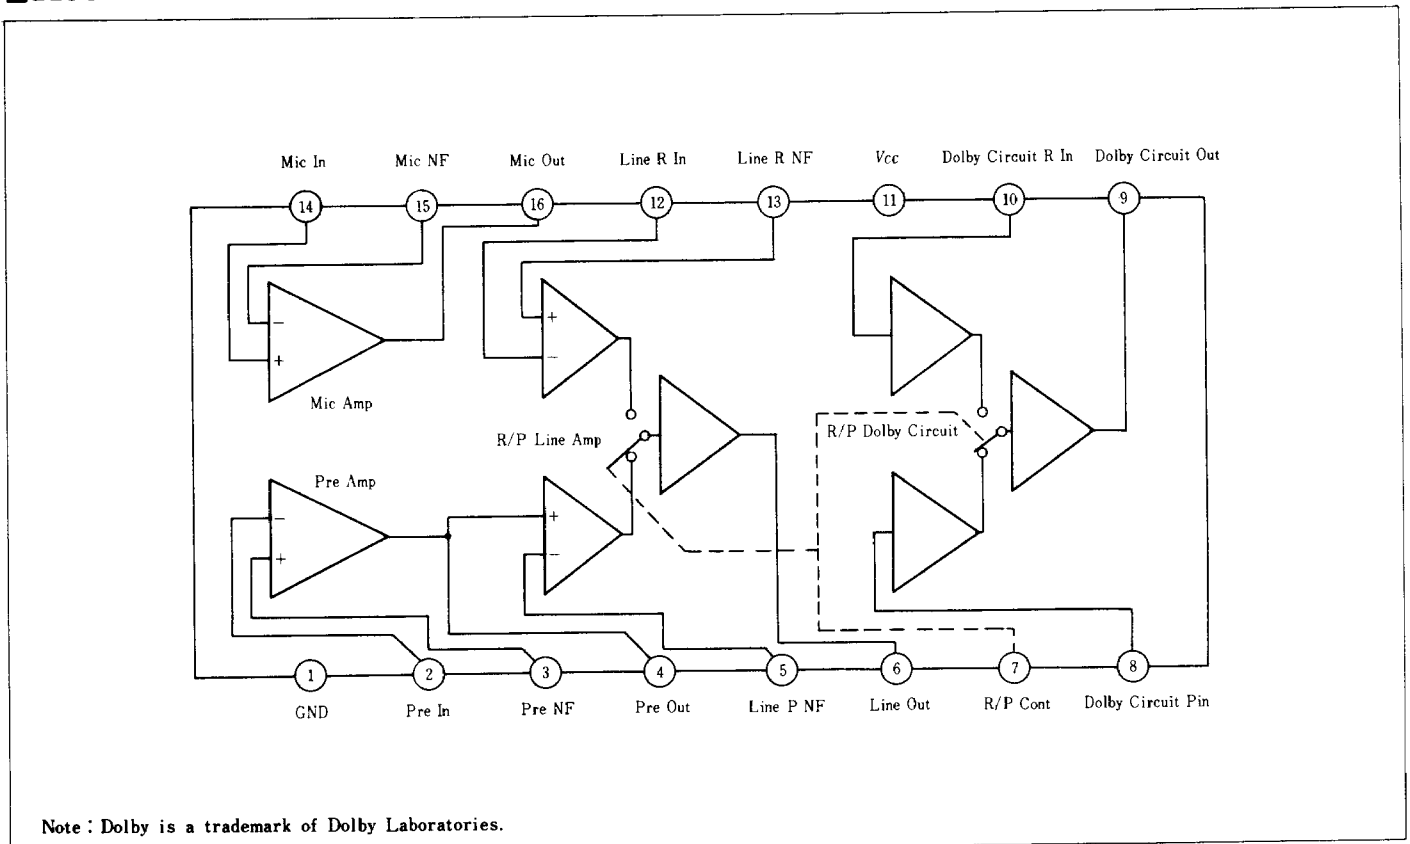 Mic In Mic NF Mic Out Line R In Line R NF Vcc Dolby Circuit R In Dolby Circuit Out
14 15 16 12 13 11 10 9
−
+
Mic Amp
+
−
R/P Line Amp
R/P Dolby Circuit
Pre Amp
−
+
+
−
1 2 3 4 5 6 7 8
GND Pre In Pre NF Pre Out Line P NF Line Out R/P Cont Dolby Circuit Pin
Note : Dolby is a trademark of Dolby Laboratories.